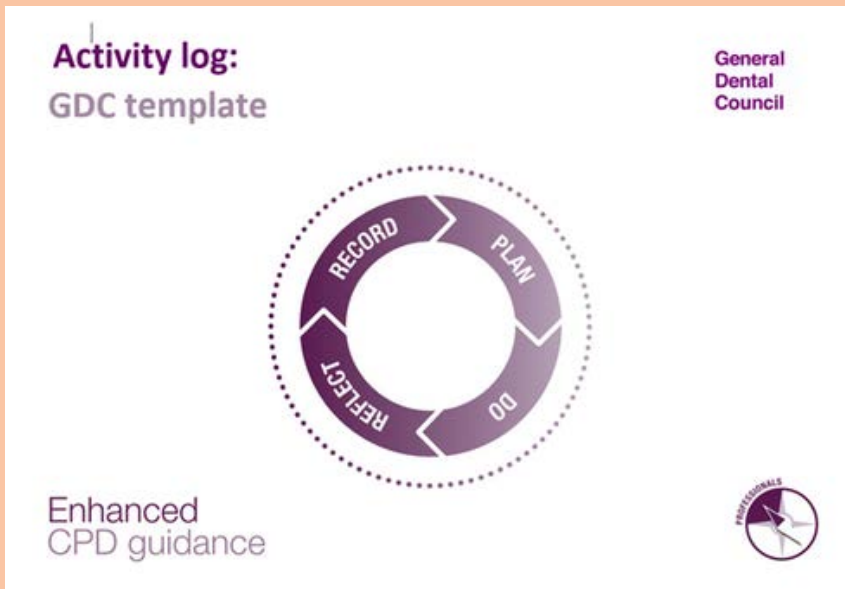 Activity log:
GDC template
General
Dental
Council
RECORD
PLAN
REFLECT
DO
Enhanced
CPD guidance
PROFESSIONALS